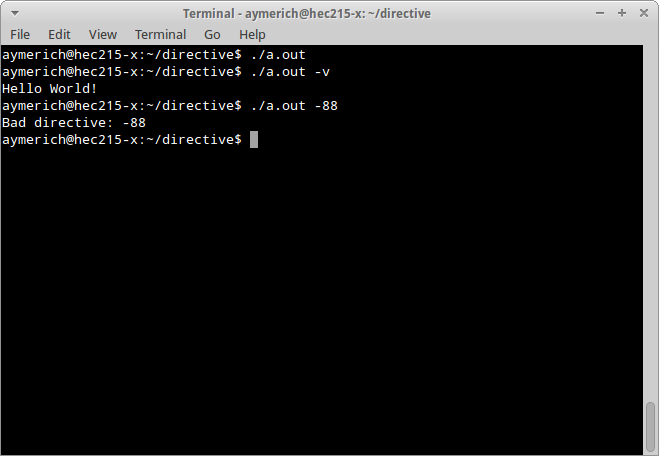 Terminal - aymerich@hec215-x: ~/directive
File Edit View Terminal Go Help
aymerich@hec215-x:~/directive$ ./a.out
aymerich@hec215-x:~/directive$ ./a.out -v
Hello World!
aymerich@hec215-x:~/directive$ ./a.out -88
Bad directive: -88
aymerich@hec215-x:~/directive$